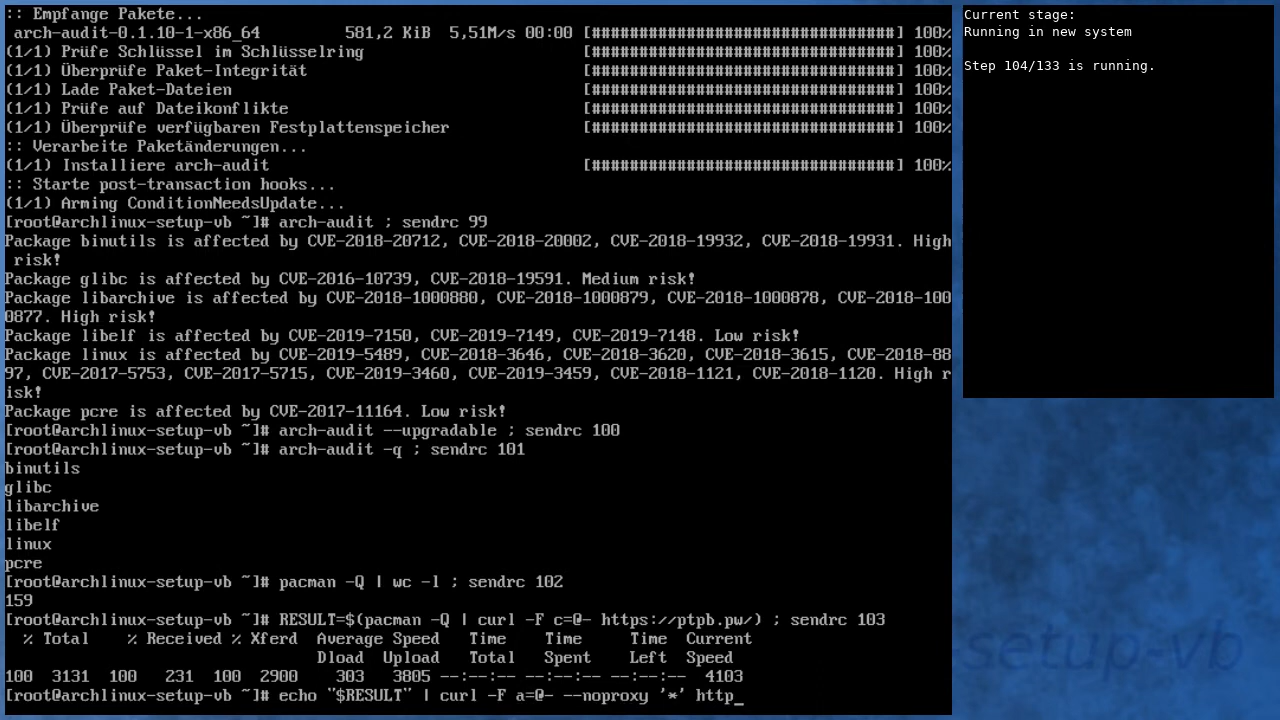 :: Empfange Pakete...
 arch-audit-0.1.10-1-x86_64         581,2 KiB  5,51M/s 00:00 [################################] 100%
(1/1) Prüfe Schlüssel im Schlüsselring                       [################################] 100%
(1/1) Überprüfe Paket-Integrität                             [################################] 100%
(1/1) Lade Paket-Dateien                                     [################################] 100%
(1/1) Prüfe auf Dateikonflikte                               [################################] 100%
(1/1) Überprüfe verfügbaren Festplattenspeicher              [################################] 100%
:: Verarbeite Paketänderungen...
(1/1) Installiere arch-audit                                 [################################] 100%
:: Starte post-transaction hooks...
(1/1) Arming ConditionNeedsUpdate...
[root@archlinux-setup-vb ~]# arch-audit ; sendrc 99
Package binutils is affected by CVE-2018-20712, CVE-2018-20002, CVE-2018-19932, CVE-2018-19931. High
 risk!
Package glibc is affected by CVE-2016-10739, CVE-2018-19591. Medium risk!
Package libarchive is affected by CVE-2018-1000880, CVE-2018-1000879, CVE-2018-1000878, CVE-2018-100
0877. High risk!
Package libelf is affected by CVE-2019-7150, CVE-2019-7149, CVE-2019-7148. Low risk!
Package linux is affected by CVE-2019-5489, CVE-2018-3646, CVE-2018-3620, CVE-2018-3615, CVE-2018-88
97, CVE-2017-5753, CVE-2017-5715, CVE-2019-3460, CVE-2019-3459, CVE-2018-1121, CVE-2018-1120. High r
isk!
Package pcre is affected by CVE-2017-11164. Low risk!
[root@archlinux-setup-vb ~]# arch-audit --upgradable ; sendrc 100
[root@archlinux-setup-vb ~]# arch-audit -q ; sendrc 101
binutils
glibc
libarchive
libelf
linux
pcre
[root@archlinux-setup-vb ~]# pacman -Q | wc -l ; sendrc 102
159
[root@archlinux-setup-vb ~]# RESULT=$(pacman -Q | curl -F c=@- https://ptpb.pw/) ; sendrc 103
  % Total    % Received % Xferd  Average Speed   Time    Time     Time  Current
                                 Dload  Upload   Total   Spent    Left  Speed
100  3131  100   231  100  2900    303   3805 --:--:-- --:--:-- --:--:--  4103
[root@archlinux-setup-vb ~]# echo "$RESULT" | curl -F a=@- --noproxy '*' http_
Current stage:
Running in new system
Step 104/133 is running.
setup-vb